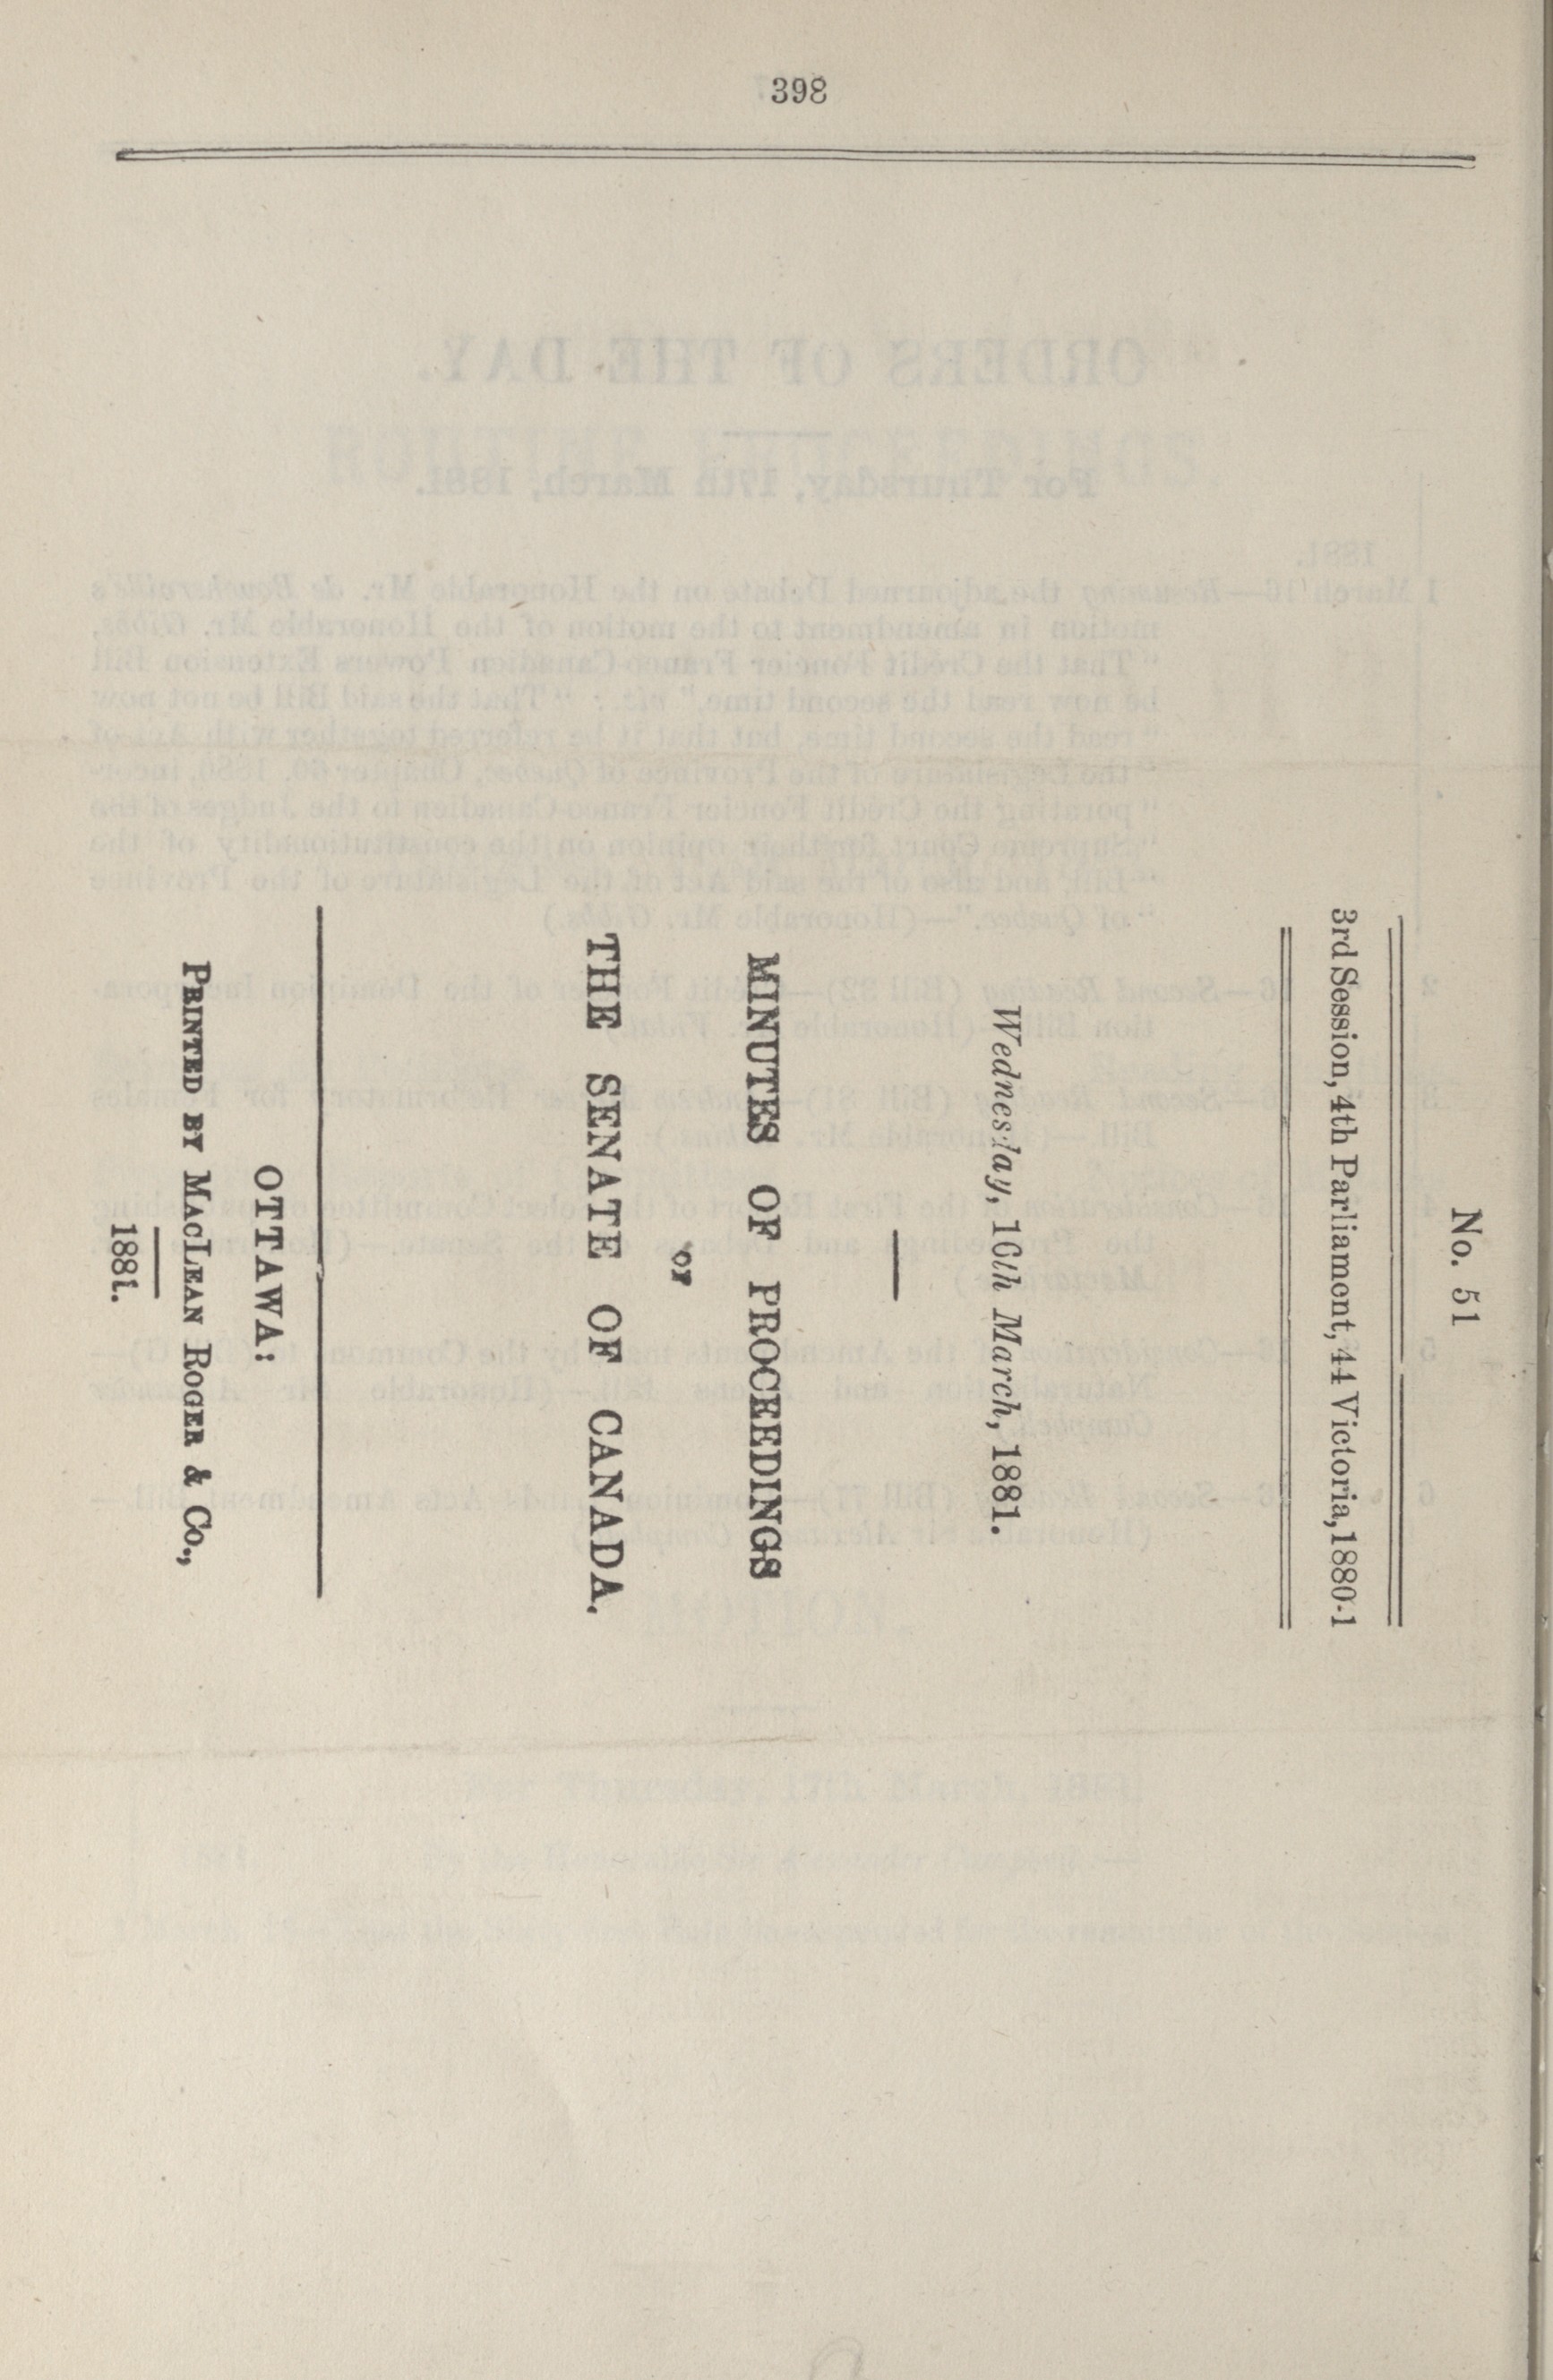 398
No. 51
3rd Session, 4th Parliament, 44 Victoria, 1880-1
Wednesday, 16th March, 1881.
MINUTES OF PROCEEDINGS
OF
THE SENATE OF CANADA.
OTTAWA:
PRINTED BY MACLEAN ROGER & Co.,
1881.